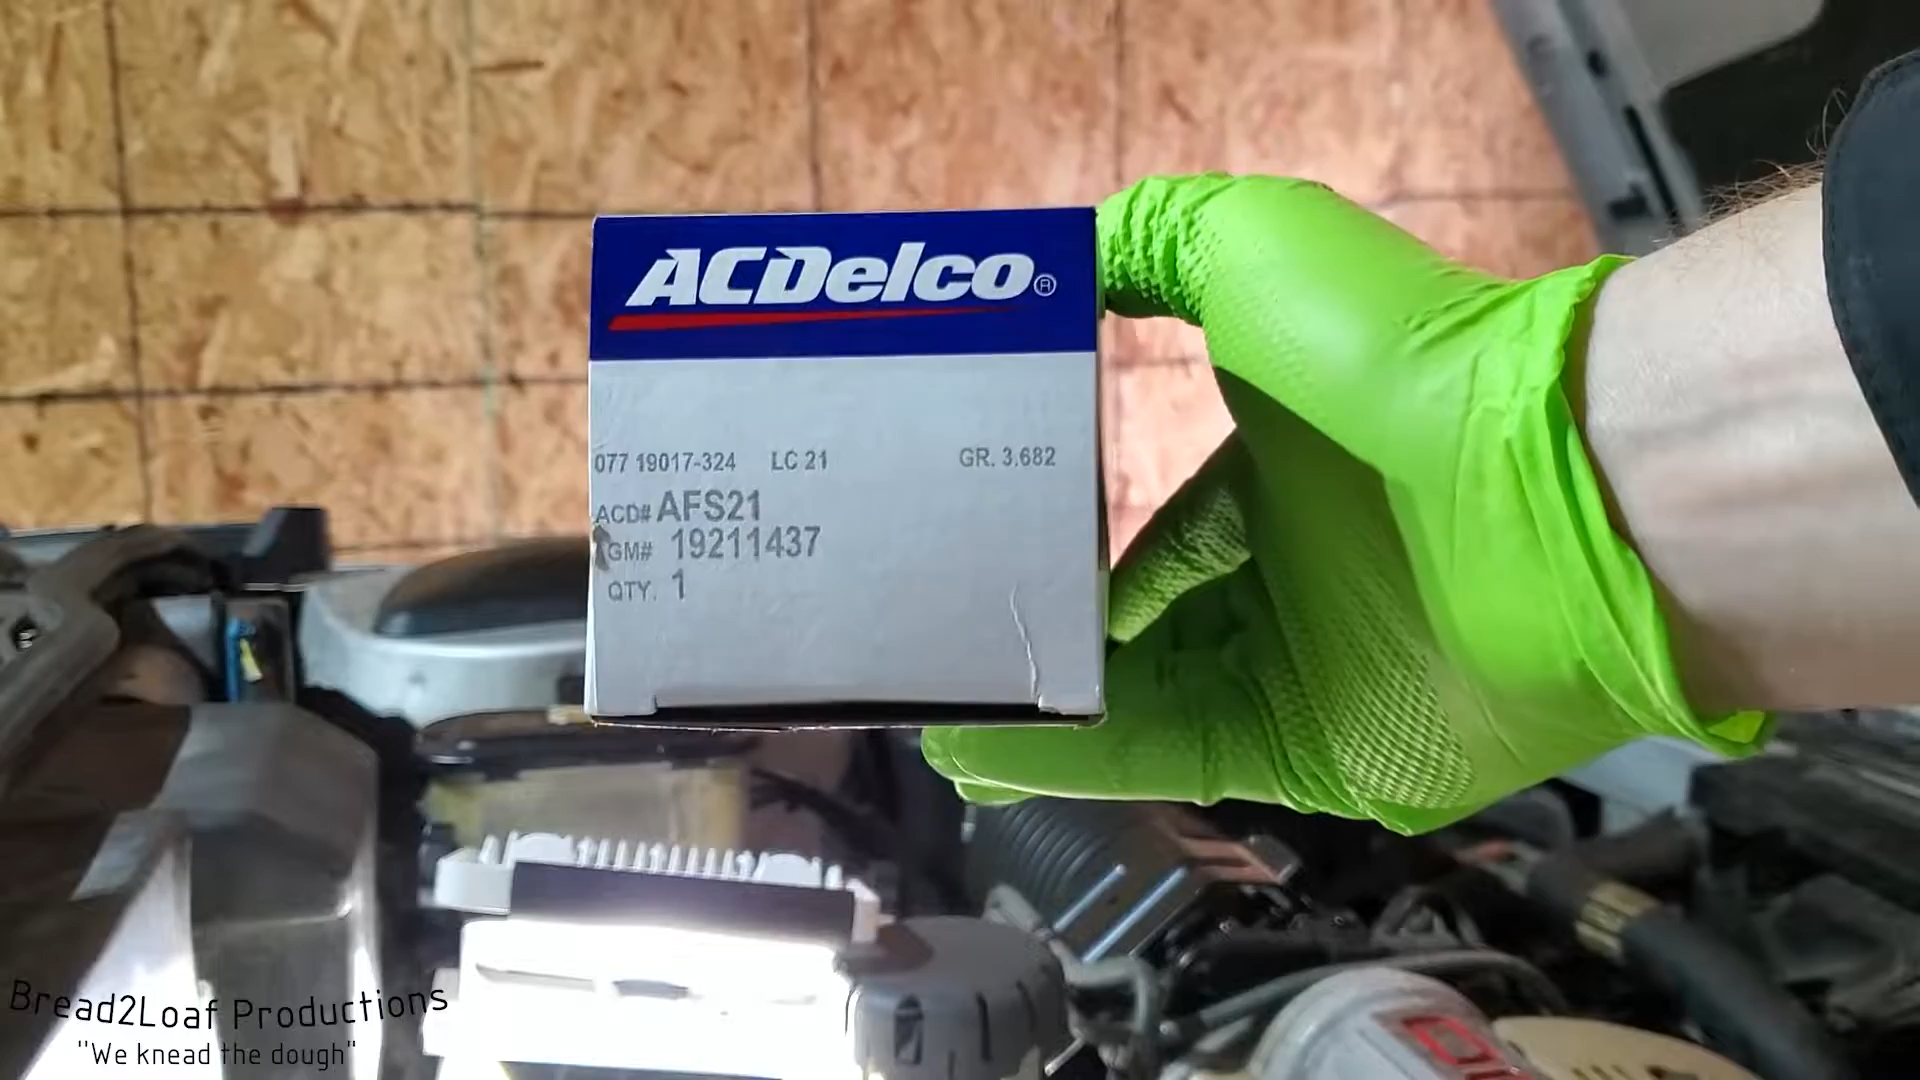 ACDelco®
077 19017-324 LC 21 GR. 3.682
ACD# AFS21
GM# 19211437
QTY. 1
Bread2Loaf Productions
"We knead the dough"